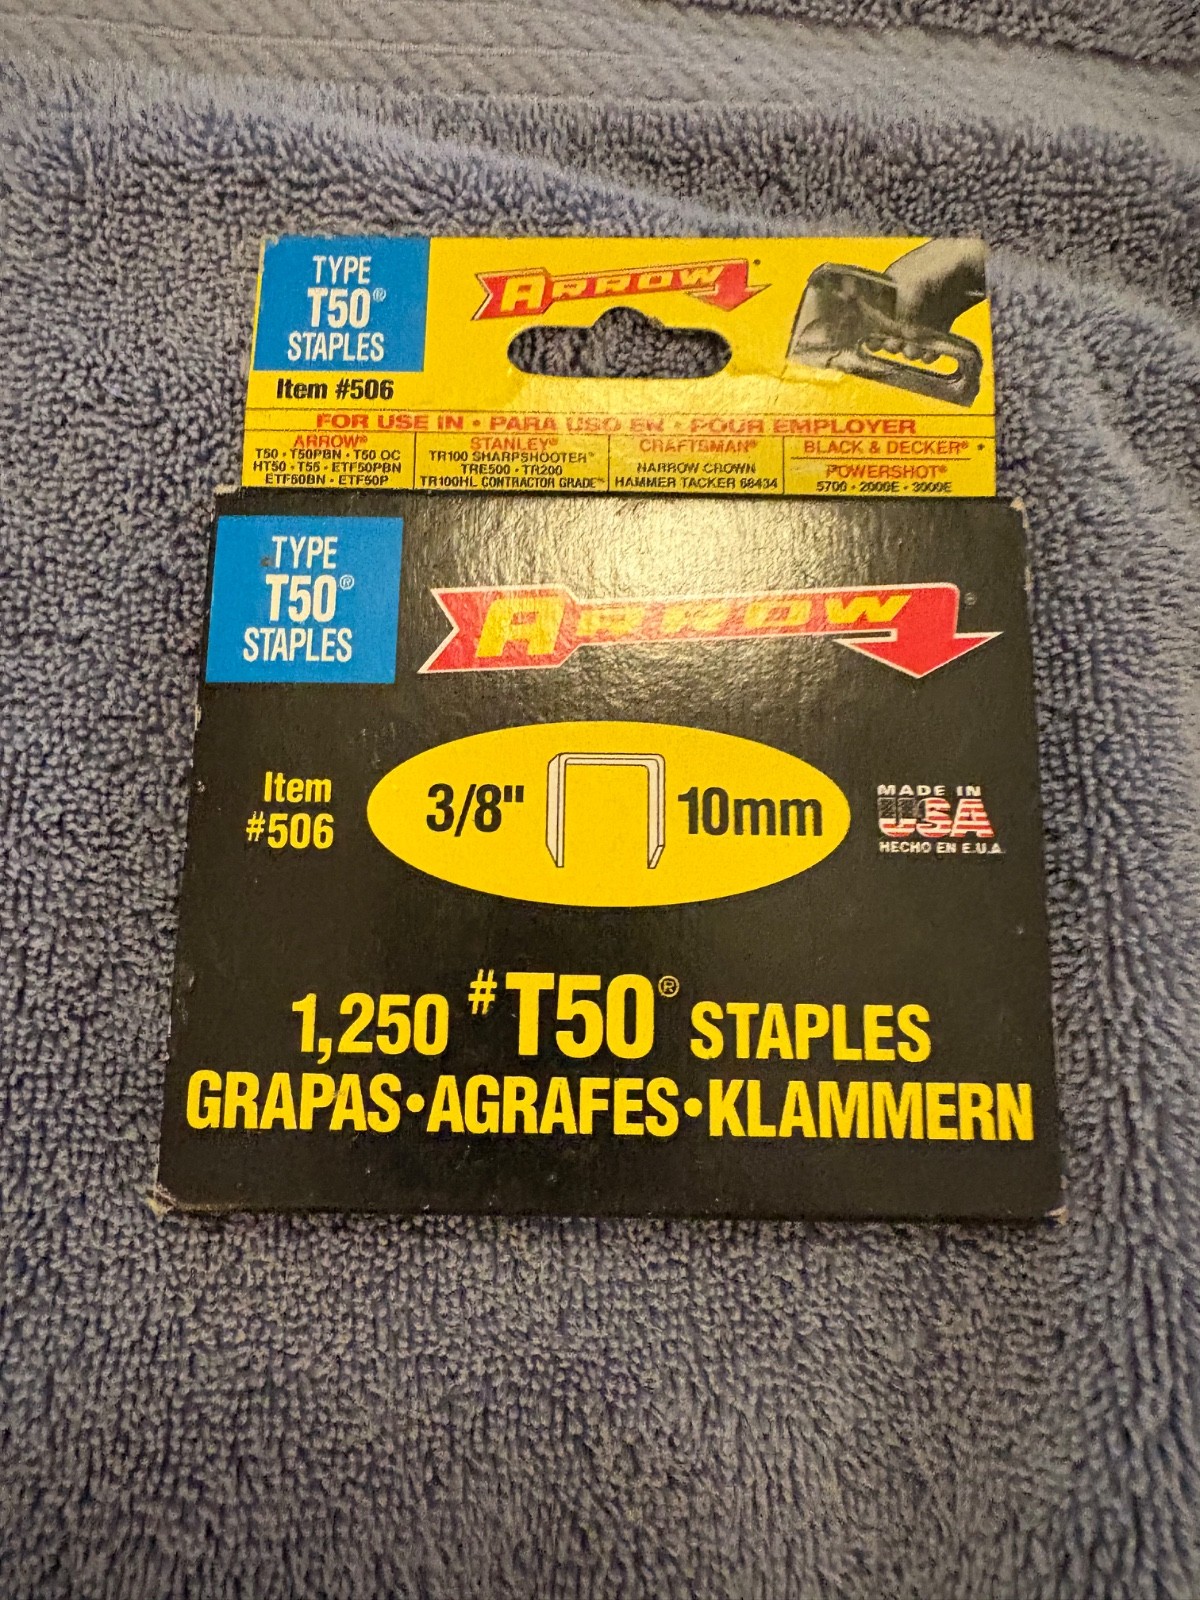 TYPE
T50®
STAPLES
Item #506
ARROW®
FOR USE IN • PARA USO EN • POUR EMPLOYER
ARROW®
T50 • T50PBN • T50 OC
HT50 • T55 • ETF50PBN
ETF50BN • ETF50P
STANLEY®
TR100 SHARPSHOOTER™
TRE500 • TR200
TR100HL CONTRACTOR GRADE™
CRAFTSMAN®
NARROW CROWN
HAMMER TACKER 68434
BLACK & DECKER® •
POWERSHOT®
5700 • 2000E • 3000E
TYPE
T50®
STAPLES
ARROW®
Item
#506
3/8"
10mm
MADE IN
USA
HECHO EN E.U.A.
1,250 #T50® STAPLES
GRAPAS•AGRAFES•KLAMMERN